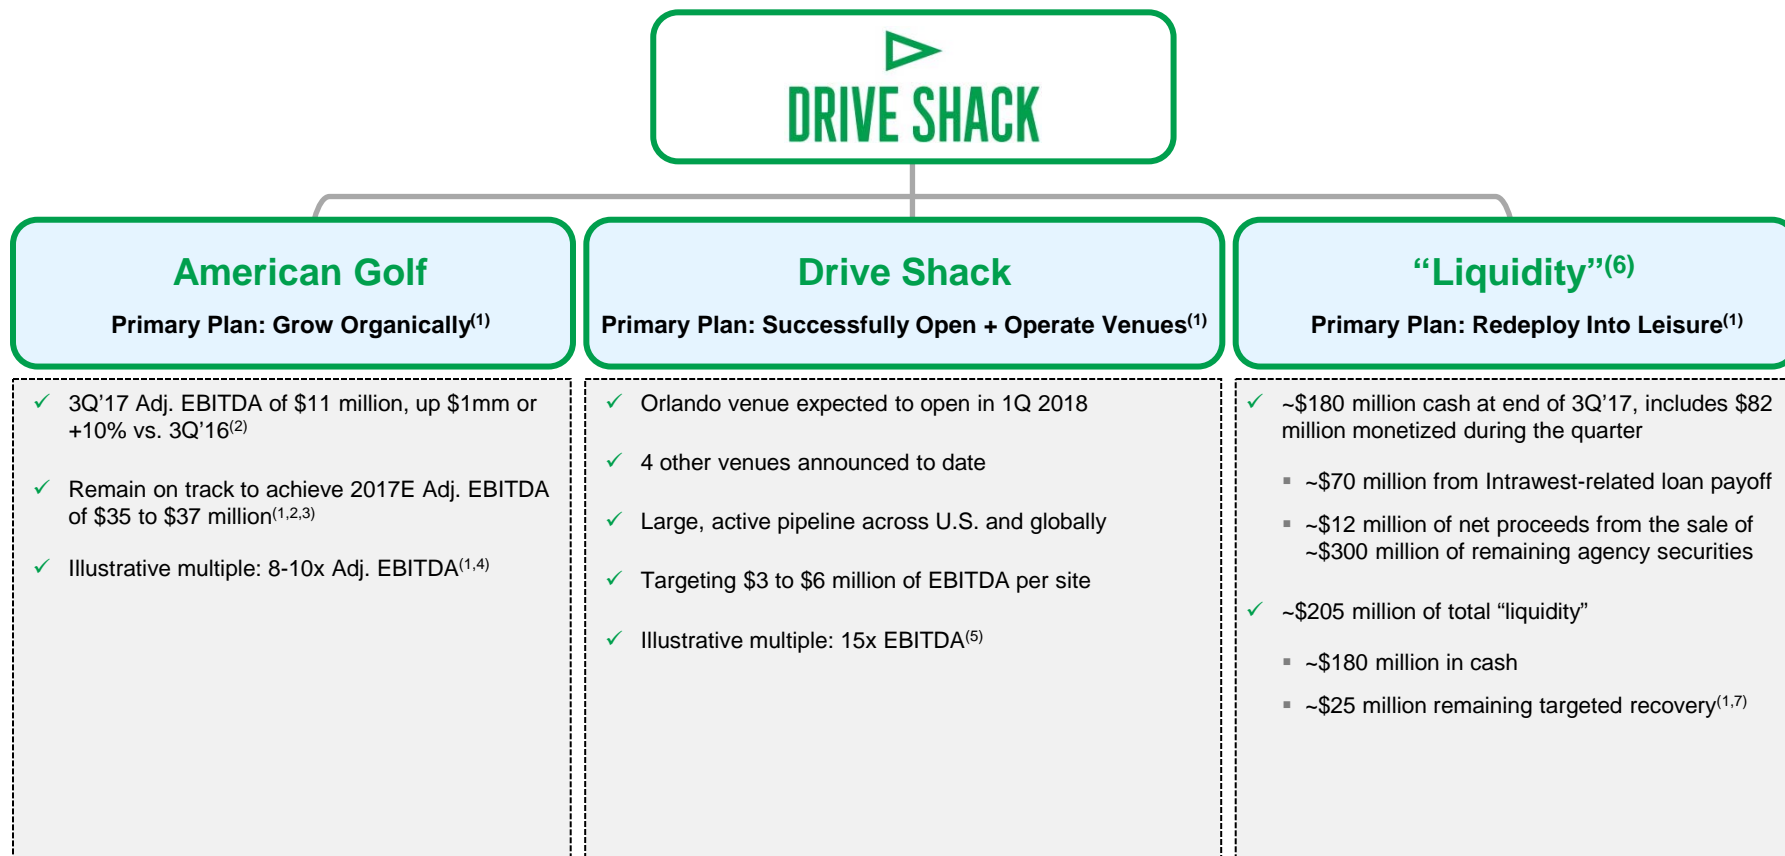 DRIVE SHACK
American Golf
Primary Plan: Grow Organically(1)
✓ 3Q’17 Adj. EBITDA of $11 million, up $1mm or
+10% vs. 3Q’16(2)
✓ Remain on track to achieve 2017E Adj. EBITDA
of $35 to $37 million(1,2,3)
✓ Illustrative multiple: 8-10x Adj. EBITDA(1,4)
Drive Shack
Primary Plan: Successfully Open + Operate Venues(1)
✓ Orlando venue expected to open in 1Q 2018
✓ 4 other venues announced to date
✓ Large, active pipeline across U.S. and globally
✓ Targeting $3 to $6 million of EBITDA per site
✓ Illustrative multiple: 15x EBITDA(5)
“Liquidity”(6)
Primary Plan: Redeploy Into Leisure(1)
✓ ~$180 million cash at end of 3Q’17, includes $82
million monetized during the quarter
▪ ~$70 million from Intrawest-related loan payoff
▪ ~$12 million of net proceeds from the sale of
~$300 million of remaining agency securities
✓ ~$205 million of total “liquidity”
▪ ~$180 million in cash
▪ ~$25 million remaining targeted recovery(1,7)